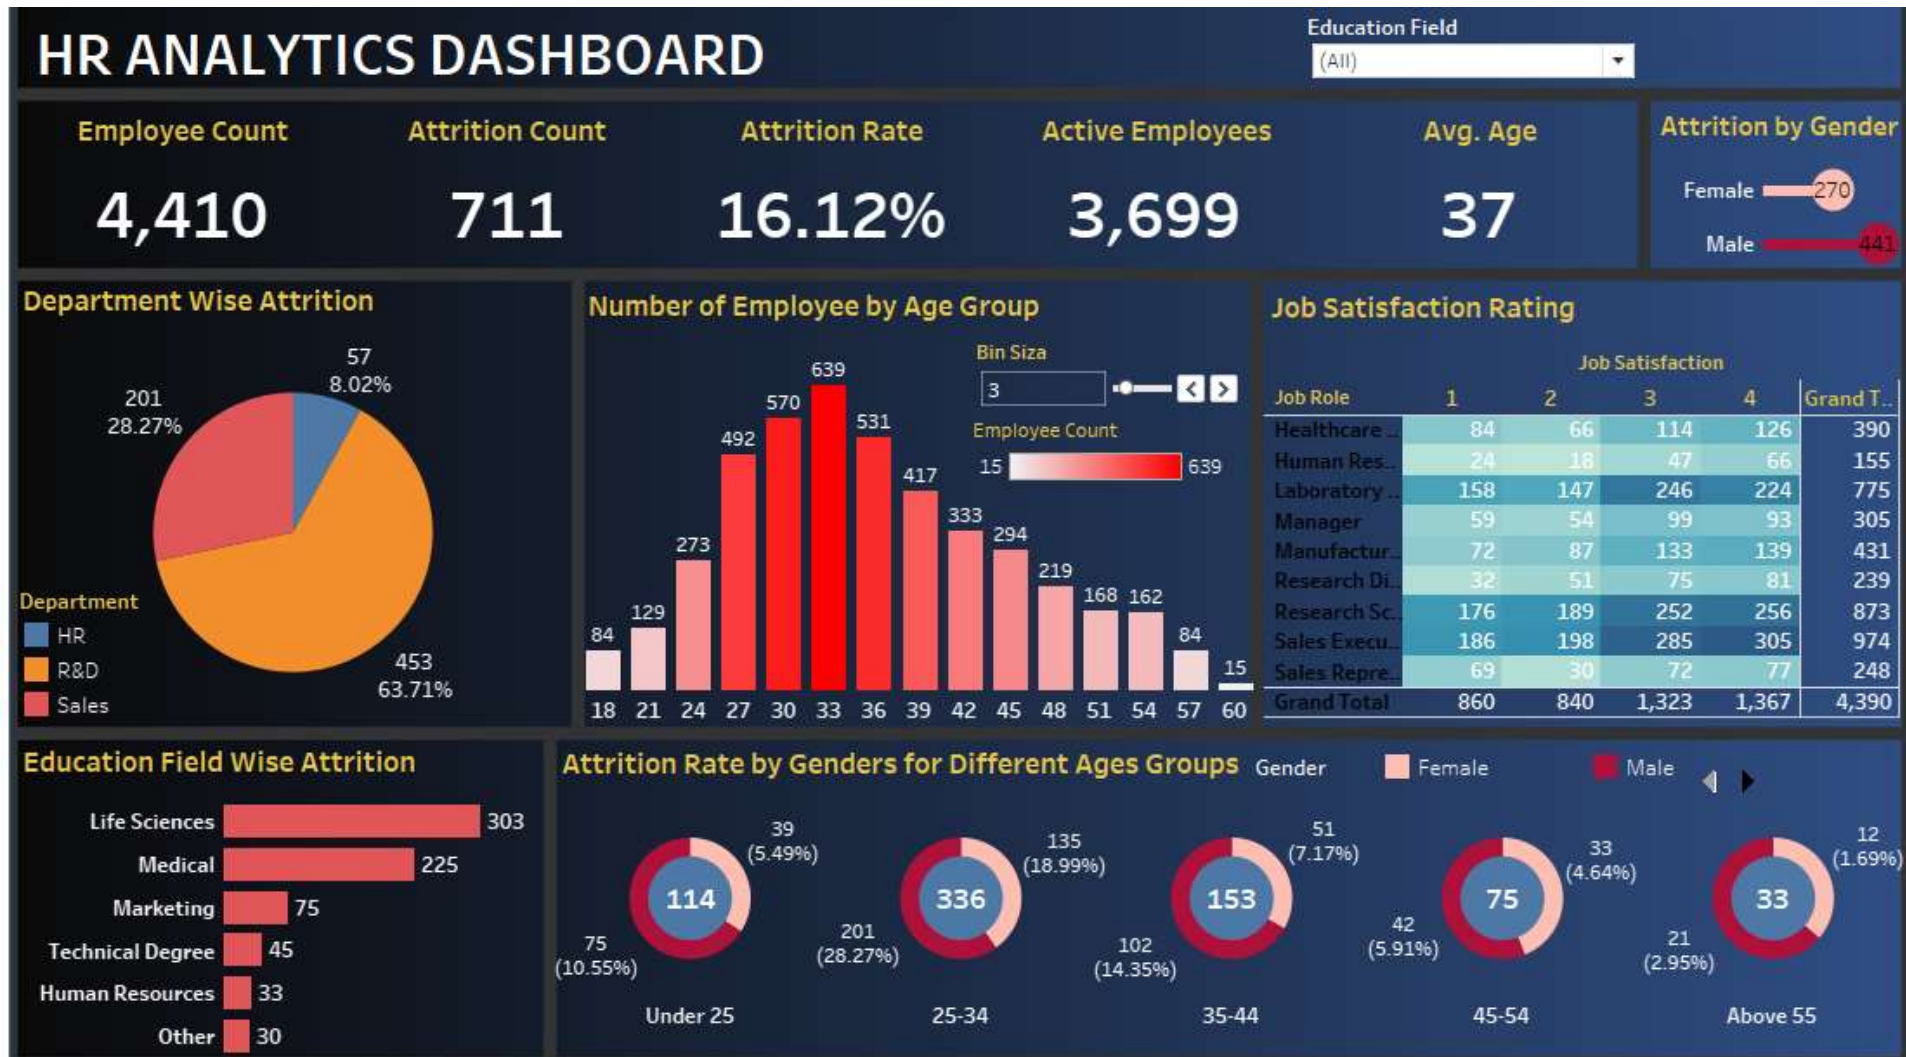 HR ANALYTICS DASHBOARD
Education Field
(All)
Employee Count
4,410
Attrition Count
711
Attrition Rate
16.12%
Active Employees
3,699
Avg. Age
37
Attrition by Gender
Female 270
Male 441
Department Wise Attrition
57
8.02%
201
28.27%
453
63.71%
Department
HR
R&D
Sales
Number of Employee by Age Group
Bin Siza
3
Employee Count
15 639
84 129 273 492 570 639 531 417 333 294 219 168 162 84 15
18 21 24 27 30 33 36 39 42 45 48 51 54 57 60
Job Satisfaction Rating
Job Satisfaction
Job Role 1 2 3 4 Grand T..
Healthcare .. 84 66 114 126 390
Human Res.. 24 18 47 66 155
Laboratory .. 158 147 246 224 775
Manager 59 54 99 93 305
Manufactur.. 72 87 133 139 431
Research Di.. 32 51 75 81 239
Research Sc.. 176 189 252 256 873
Sales Execu.. 186 198 285 305 974
Sales Repre.. 69 30 72 77 248
Grand Total 860 840 1,323 1,367 4,390
Education Field Wise Attrition
Life Sciences 303
Medical 225
Marketing 75
Technical Degree 45
Human Resources 33
Other 30
Attrition Rate by Genders for Different Ages Groups
Gender Female Male
39
(5.49%)
114
75
(10.55%)
Under 25
135
(18.99%)
336
201
(28.27%)
25-34
51
(7.17%)
153
102
(14.35%)
35-44
33
(4.64%)
75
42
(5.91%)
45-54
12
(1.69%)
33
21
(2.95%)
Above 55